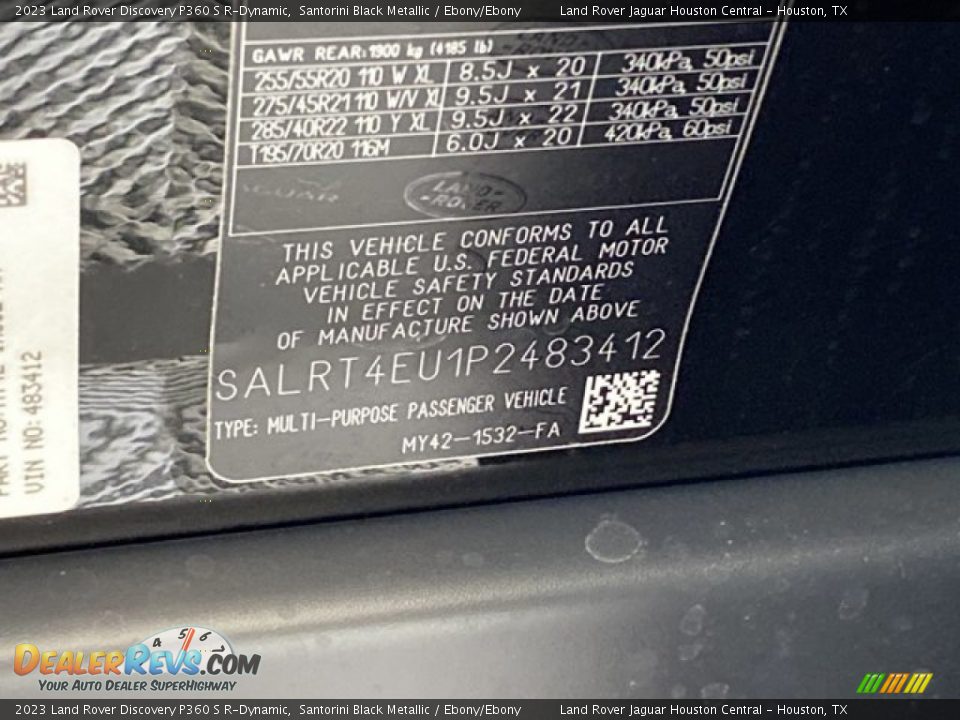 2023 Land Rover Discovery P360 S R-Dynamic, Santorini Black Metallic / Ebony/Ebony Land Rover Jaguar Houston Central - Houston, TX
GAWR REAR: 1900 kg (4185 lb)
255/55R20 110 W XL 8.5J x 20 340kPa, 50psi
275/45R21 110 W/V XL 9.5J x 21 340kPa, 50psi
285/40R22 110 Y XL 9.5J x 22 340kPa, 50psi
T195/70R20 116M 6.0J x 20 420kPa, 60psi
JAGUAR
LAND-
-ROVER
THIS VEHICLE CONFORMS TO ALL
APPLICABLE U.S. FEDERAL MOTOR
VEHICLE SAFETY STANDARDS
IN EFFECT ON THE DATE
OF MANUFACTURE SHOWN ABOVE
SALRT4EU1P2483412
TYPE: MULTI-PURPOSE PASSENGER VEHICLE
MY42-1532-FA
VIN NO: 483412
4 5 6
DEALERREVS.COM
YOUR AUTO DEALER SUPERHIGHWAY
2023 Land Rover Discovery P360 S R-Dynamic, Santorini Black Metallic / Ebony/Ebony Land Rover Jaguar Houston Central - Houston, TX